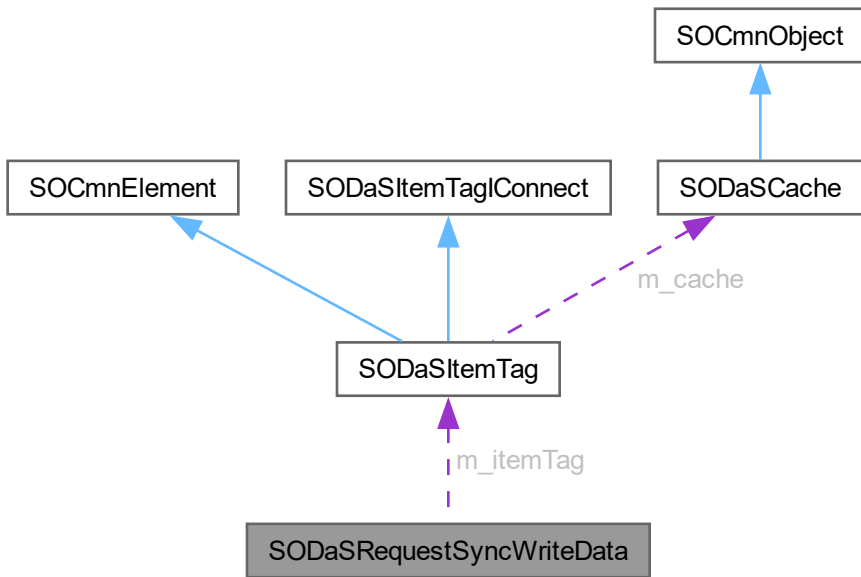 SOCmnObject
SOCmnElement
SODaSItemTagIConnect
SODaSCache
m_cache
SODaSItemTag
m_itemTag
SODaSRequestSyncWriteData